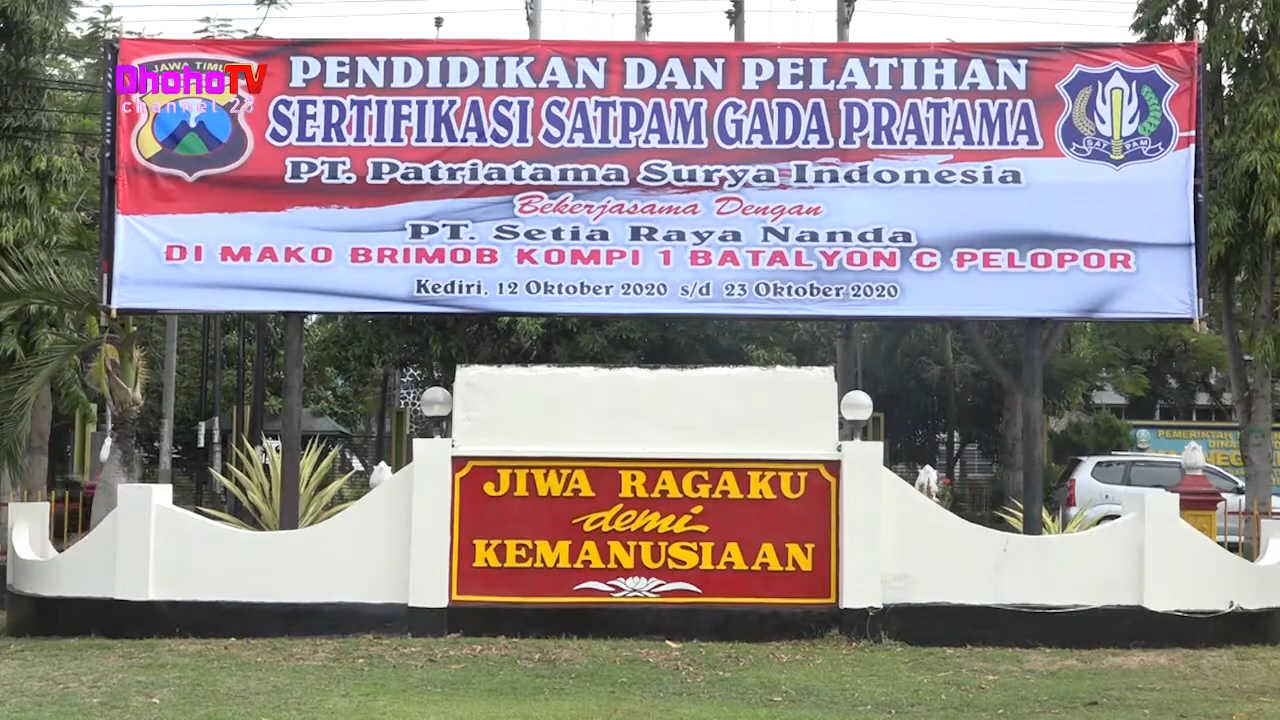 JAWA TIMUR
DhohoTV
channel 23
PENDIDIKAN DAN PELATIHAN
SERTIFIKASI SATPAM GADA PRATAMA
PT. Patriatama Surya Indonesia
Bekerjasama Dengan
PT. Setia Raya Nanda
DI MAKO BRIMOB KOMPI 1 BATALYON C PELOPOR
Kediri, 12 Oktober 2020 s/d 23 Oktober 2020
SATPAM
JIWA RAGAKU
demi
KEMANUSIAAN
PEMERINTAH
DINAS